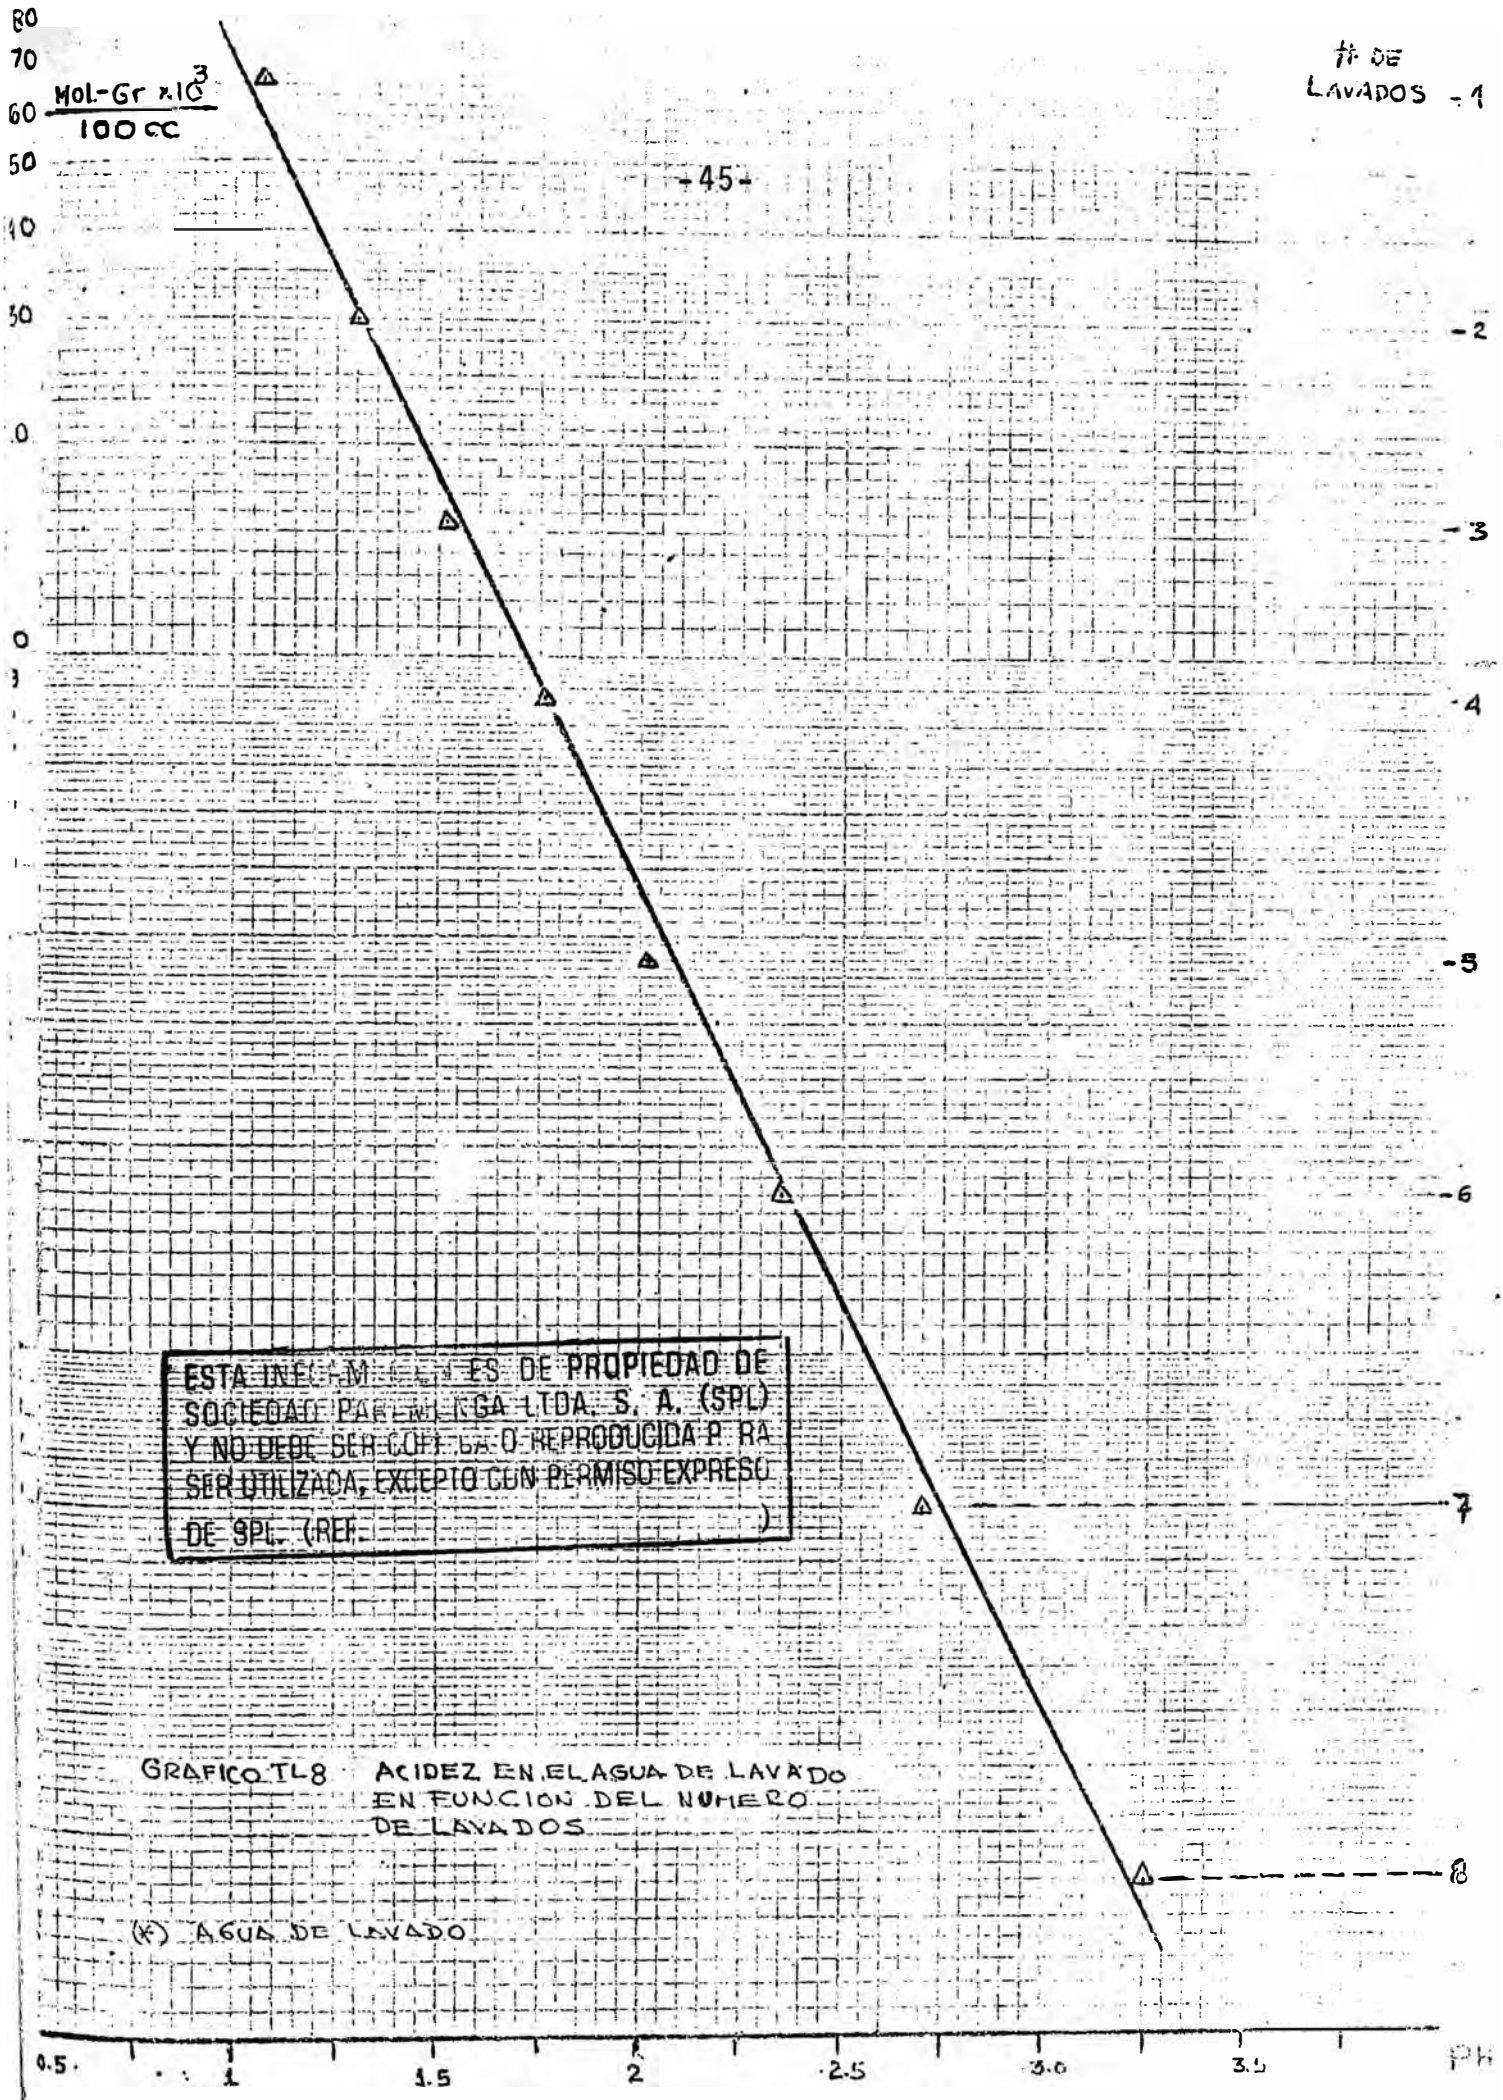 80
70
Mol-Gr x10³
60
100 cc
50
# DE
LAVADOS - 1
-45-
40
30
-2
-3
-4
-5
-6
-7
8
ESTA ES DE PROPIEDAD DE
SOCIEDAD LTDA. S. A. (SPL)
Y NO DEBE SER O REPRODUCIDA P RA
SER UTILIZADA, EXCEPTO CON PERMISO EXPRESO
DE SPL. (REF. )
GRAFICO TL8 ACIDEZ EN EL AGUA DE LAVADO
EN FUNCION DEL NUMERO
DE LAVADOS
(*) AGUA DE LAVADO
0.5 1 1.5 2 2.5 3.0 3.5 PH